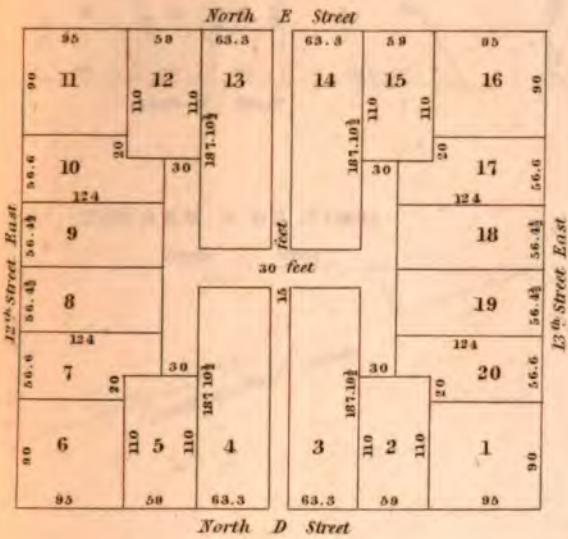 North E Street
95 59 63.3 63.3 59 95
11 12 13 14 15 16
90 110 110 110 110 90
187.10½ 187.10½
20 20
10 30 30 17
56.6 56.6
124 124
9 18
56.4½ 56.4½
feet
30 feet
12th Street East
13th Street East
8 15 19
56.4½ 56.4½
124 124
7 30 30 20
56.6 56.6
20 20
187.10½ 187.10½
6 5 4 3 2 1
90 110 110 110 110 90
95 59 63.3 63.3 59 95
North D Street